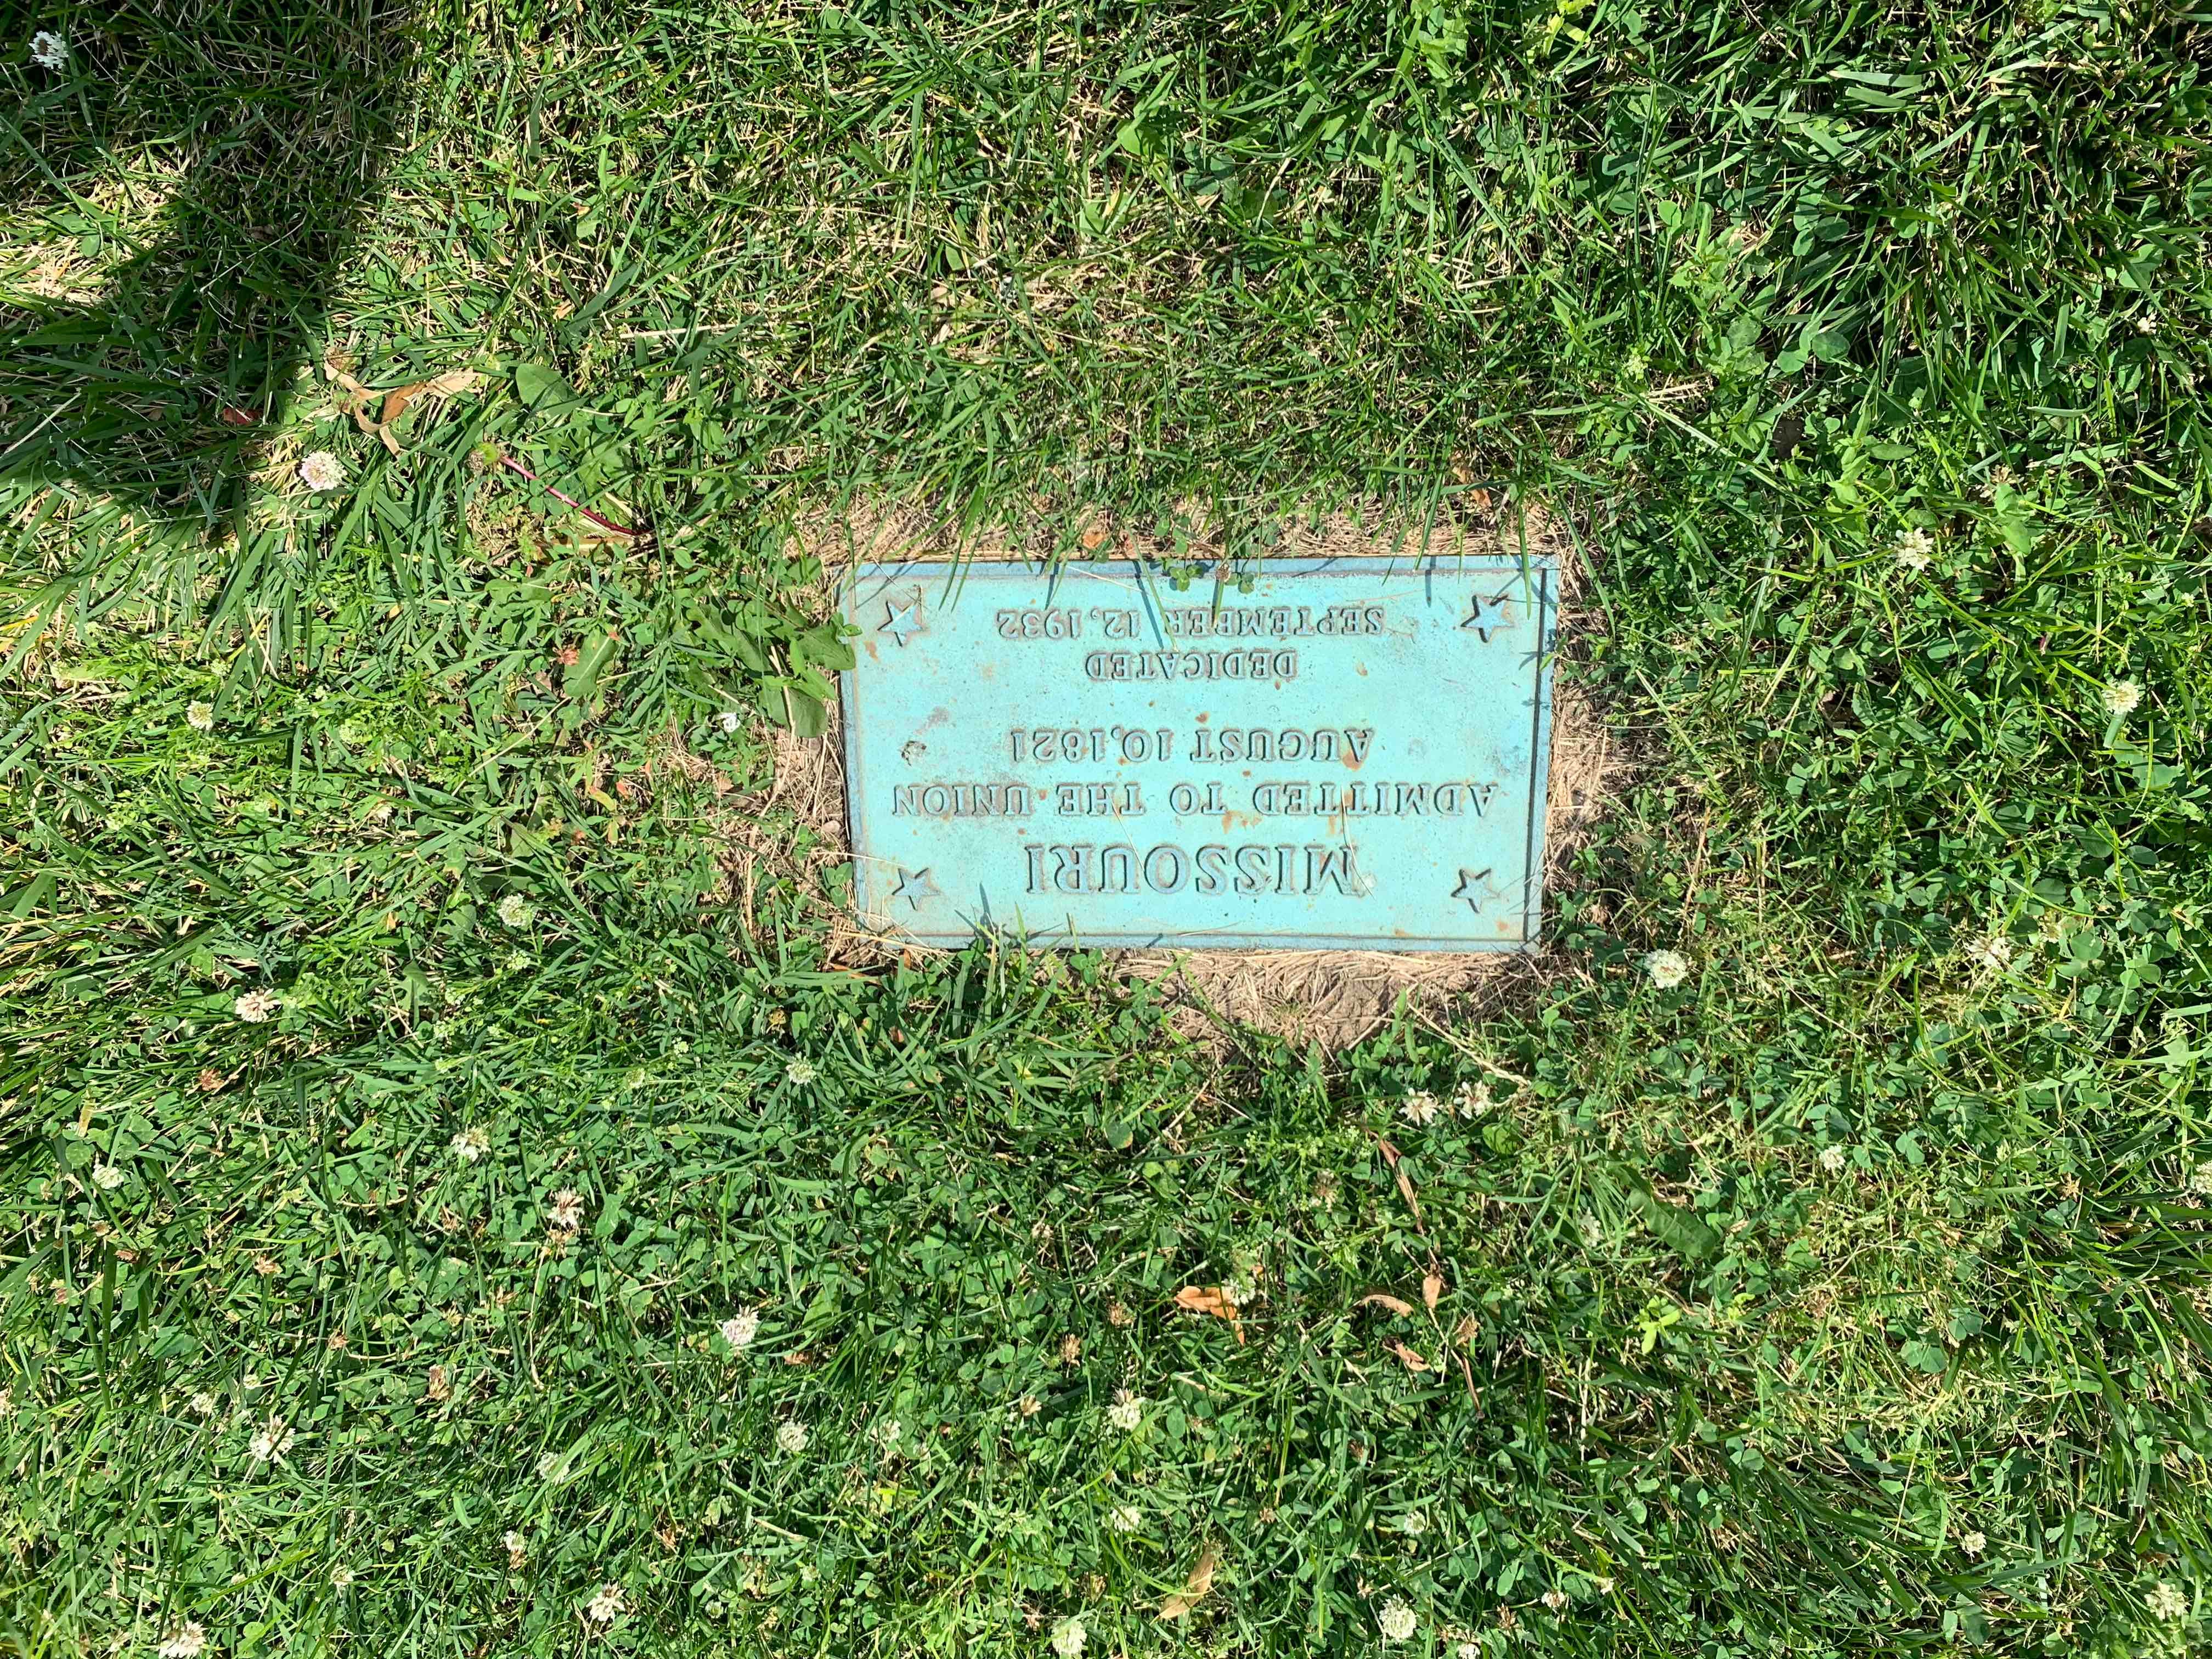 MISSOURI
ADMITTED TO THE UNION
AUGUST 10, 1821
DEDICATED
SEPTEMBER 12, 1932